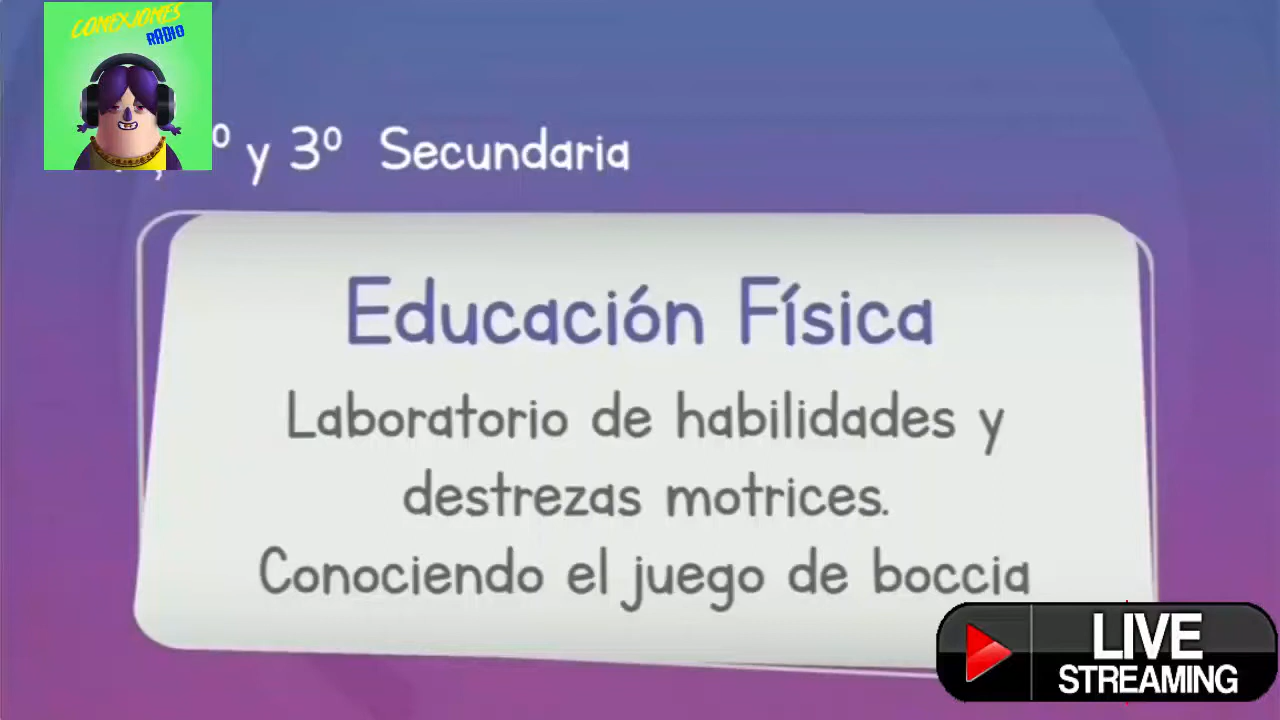 CONEXIONES
RADIO
º y 3º Secundaria
Educación Física
Laboratorio de habilidades y
destrezas motrices.
Conociendo el juego de boccia
LIVE
STREAMING